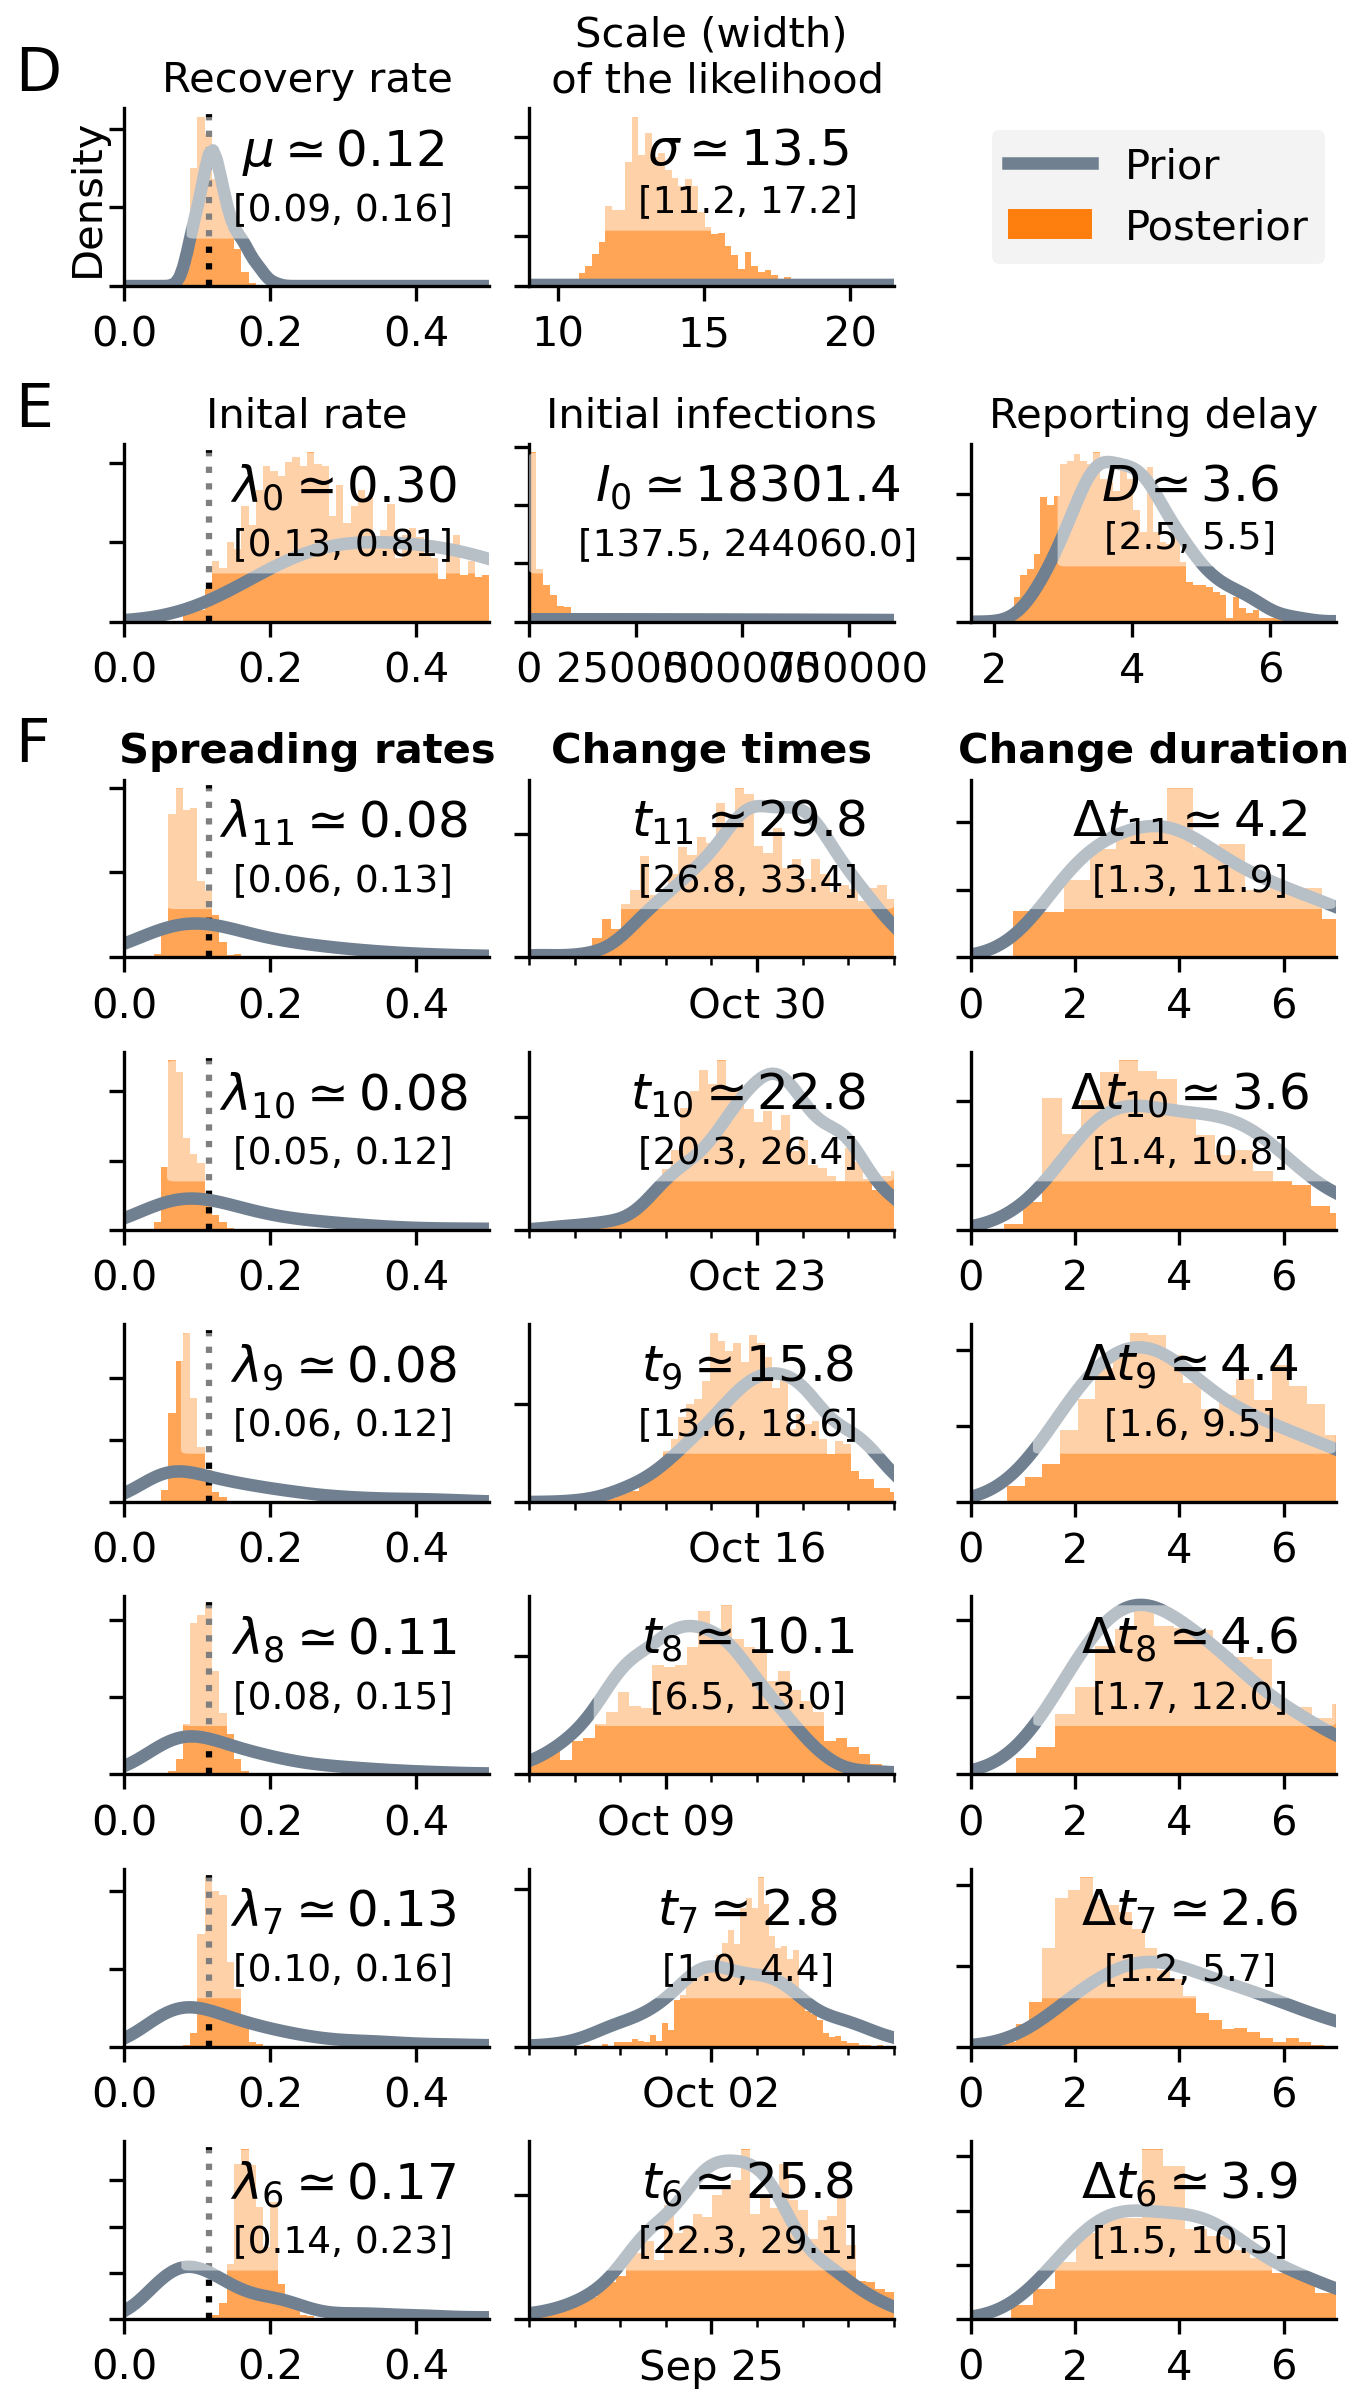 D
Recovery rate
Scale (width)
of the likelihood
Density
μ ≃ 0.12
[0.09, 0.16]
σ ≃ 13.5
[11.2, 17.2]
Prior
Posterior
0.0 0.2 0.4
10 15 20
E
Inital rate
Initial infections
Reporting delay
λ0 ≃ 0.30
[0.13, 0.81]
I0 ≃ 18301.4
[137.5, 244060.0]
D ≃ 3.6
[2.5, 5.5]
0.0 0.2 0.4
0 250000 500000 750000
2 4 6
F
Spreading rates
Change times
Change duration
λ11 ≃ 0.08
[0.06, 0.13]
t11 ≃ 29.8
[26.8, 33.4]
Δt11 ≃ 4.2
[1.3, 11.9]
0.0 0.2 0.4
Oct 30
0 2 4 6
λ10 ≃ 0.08
[0.05, 0.12]
t10 ≃ 22.8
[20.3, 26.4]
Δt10 ≃ 3.6
[1.4, 10.8]
0.0 0.2 0.4
Oct 23
0 2 4 6
λ9 ≃ 0.08
[0.06, 0.12]
t9 ≃ 15.8
[13.6, 18.6]
Δt9 ≃ 4.4
[1.6, 9.5]
0.0 0.2 0.4
Oct 16
0 2 4 6
λ8 ≃ 0.11
[0.08, 0.15]
t8 ≃ 10.1
[6.5, 13.0]
Δt8 ≃ 4.6
[1.7, 12.0]
0.0 0.2 0.4
Oct 09
0 2 4 6
λ7 ≃ 0.13
[0.10, 0.16]
t7 ≃ 2.8
[1.0, 4.4]
Δt7 ≃ 2.6
[1.2, 5.7]
0.0 0.2 0.4
Oct 02
0 2 4 6
λ6 ≃ 0.17
[0.14, 0.23]
t6 ≃ 25.8
[22.3, 29.1]
Δt6 ≃ 3.9
[1.5, 10.5]
0.0 0.2 0.4
Sep 25
0 2 4 6